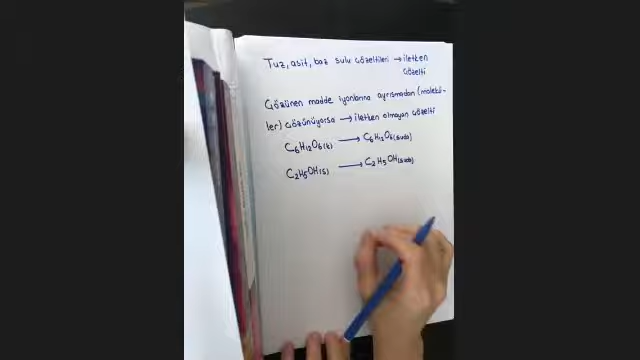 Tuz, asit, baz sulu çözeltileri → iletken
çözelti
Çözünen madde iyonlarına ayrışmadan (molekü-
ler) çözünüyorsa → iletken olmayan çözelti
C₆H₁₂O₆(k) → C₆H₁₂O₆(suda)
C₂H₅OH(s) → C₂H₅OH(suda)